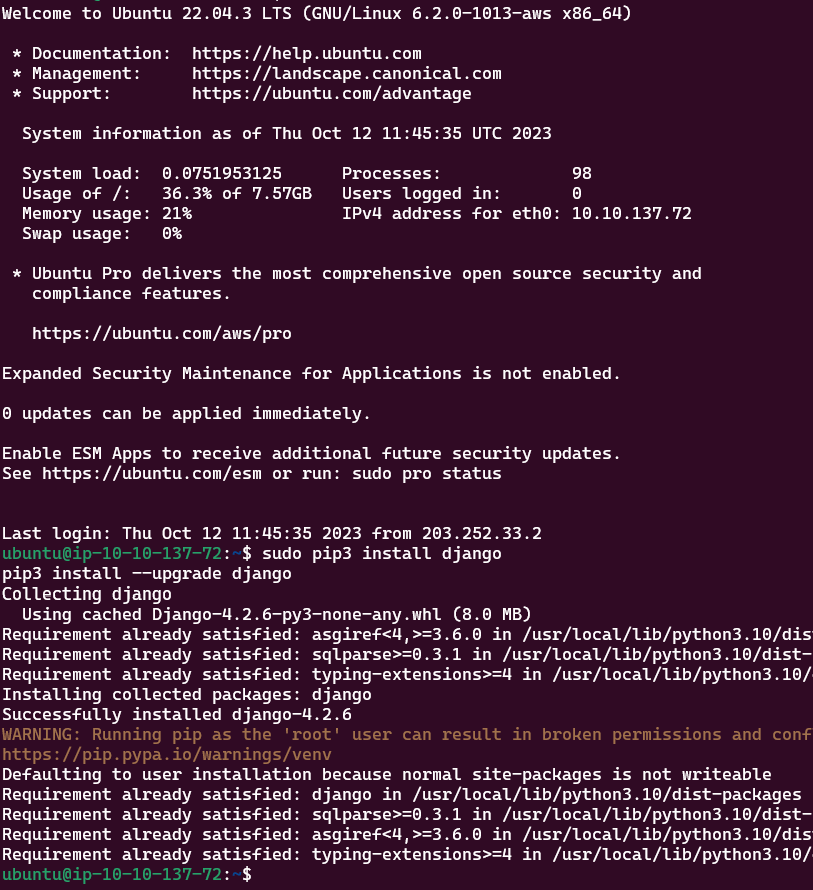 Welcome to Ubuntu 22.04.3 LTS (GNU/Linux 6.2.0-1013-aws x86_64)
* Documentation:  https://help.ubuntu.com
* Management:     https://landscape.canonical.com
* Support:        https://ubuntu.com/advantage
System information as of Thu Oct 12 11:45:35 UTC 2023
System load:  0.0751953125      Processes:             98
Usage of /:   36.3% of 7.57GB   Users logged in:       0
Memory usage: 21%               IPv4 address for eth0: 10.10.137.72
Swap usage:   0%
* Ubuntu Pro delivers the most comprehensive open source security and
compliance features.
https://ubuntu.com/aws/pro
Expanded Security Maintenance for Applications is not enabled.
0 updates can be applied immediately.
Enable ESM Apps to receive additional future security updates.
See https://ubuntu.com/esm or run: sudo pro status
Last login: Thu Oct 12 11:45:35 2023 from 203.252.33.2
ubuntu@ip-10-10-137-72:~$ sudo pip3 install django
pip3 install --upgrade django
Collecting django
Using cached Django-4.2.6-py3-none-any.whl (8.0 MB)
Requirement already satisfied: asgiref<4,>=3.6.0 in /usr/local/lib/python3.10/dist
Requirement already satisfied: sqlparse>=0.3.1 in /usr/local/lib/python3.10/dist-
Requirement already satisfied: typing-extensions>=4 in /usr/local/lib/python3.10/
Installing collected packages: django
Successfully installed django-4.2.6
WARNING: Running pip as the 'root' user can result in broken permissions and conf
https://pip.pypa.io/warnings/venv
Defaulting to user installation because normal site-packages is not writeable
Requirement already satisfied: django in /usr/local/lib/python3.10/dist-packages
Requirement already satisfied: sqlparse>=0.3.1 in /usr/local/lib/python3.10/dist-
Requirement already satisfied: asgiref<4,>=3.6.0 in /usr/local/lib/python3.10/dist
Requirement already satisfied: typing-extensions>=4 in /usr/local/lib/python3.10/
ubuntu@ip-10-10-137-72:~$